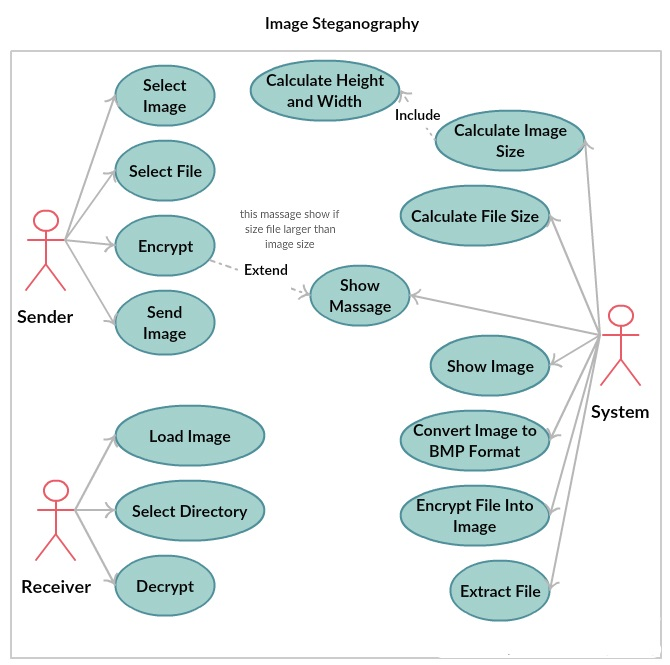 Image Steganography
Select
Image
Calculate Height
and Width
Include
Calculate Image
Size
Select File
Calculate File Size
this massage show if
size file larger than
image size
Encrypt
Extend
Show
Massage
Sender
Send
Image
Show Image
System
Load Image
Convert Image to
BMP Format
Select Directory
Encrypt File Into
Image
Receiver
Decrypt
Extract File